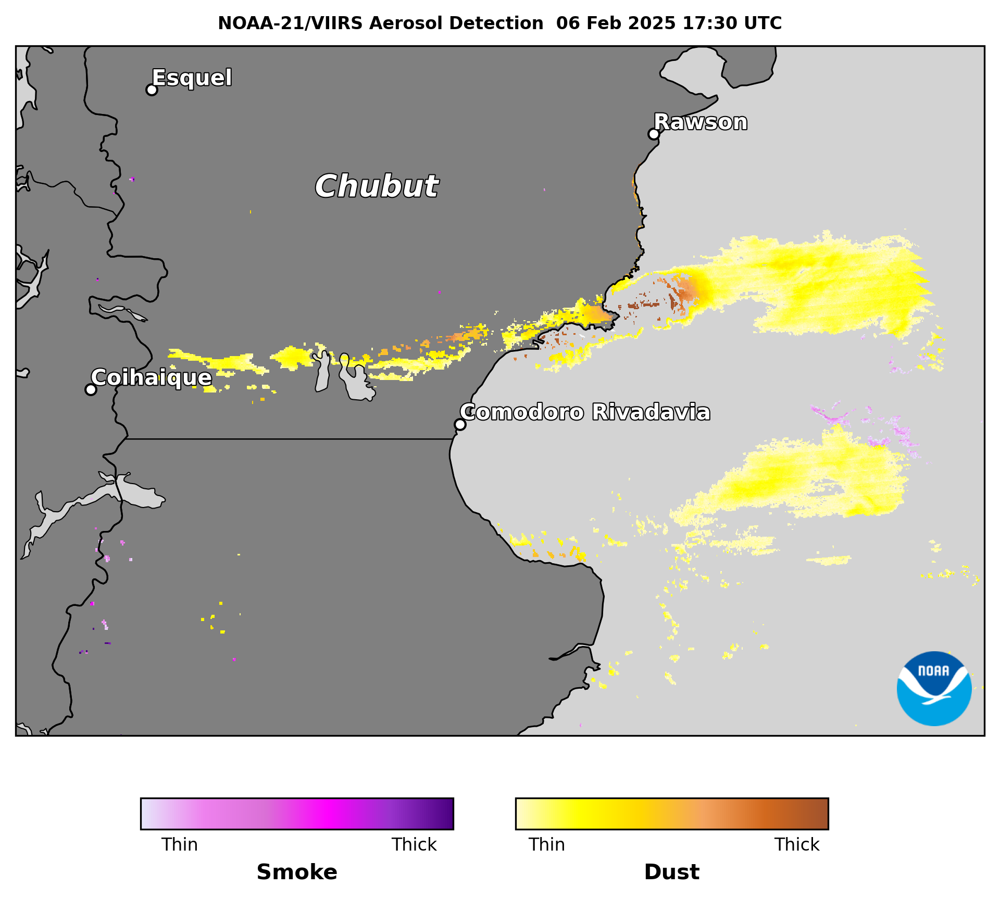 NOAA-21/VIIRS Aerosol Detection  06 Feb 2025 17:30 UTC
Esquel
Rawson
Chubut
Coihaique
Comodoro Rivadavia
NOAA
Thin Thick
Smoke
Thin Thick
Dust